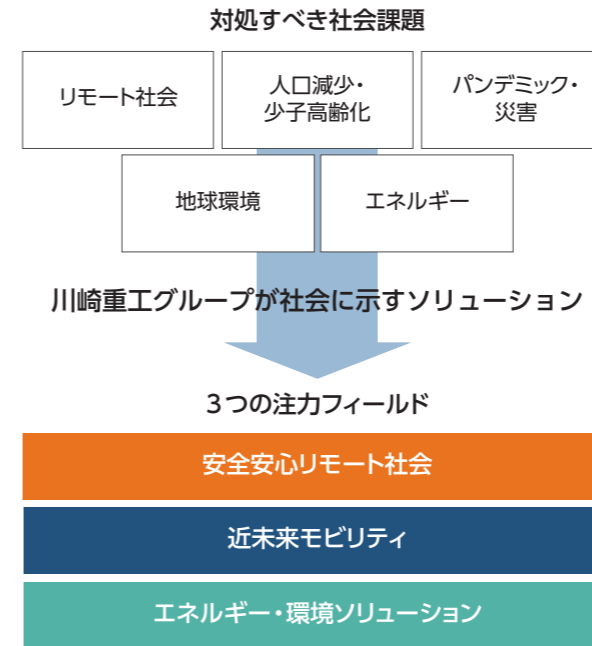 対処すべき社会課題
リモート社会
人口減少・
少子高齢化
パンデミック・
災害
地球環境
エネルギー
川崎重工グループが社会に示すソリューション
3つの注力フィールド
安全安心リモート社会
近未来モビリティ
エネルギー・環境ソリューション